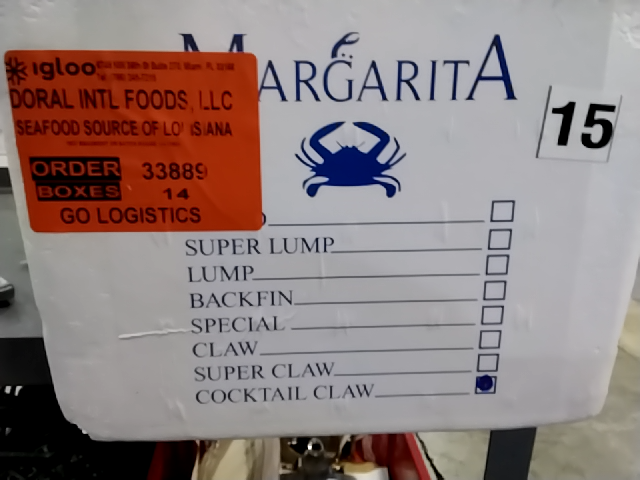 MARGARITA
igloo
DORAL INTL FOODS, LLC
SEAFOOD SOURCE OF LOUISIANA
ORDER 33889
BOXES 14
GO LOGISTICS
15
SUPER LUMP
LUMP
BACKFIN
SPECIAL
CLAW
SUPER CLAW
COCKTAIL CLAW